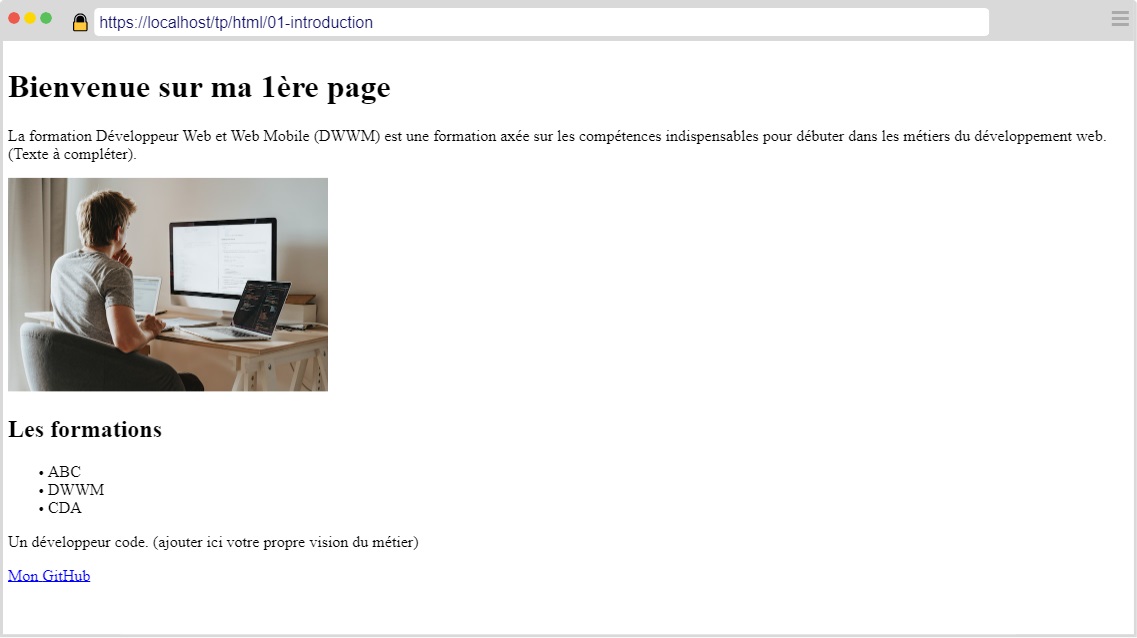 https://localhost/tp/html/01-introduction
Bienvenue sur ma 1ère page
La formation Développeur Web et Web Mobile (DWWM) est une formation axée sur les compétences indispensables pour débuter dans les métiers du développement web.
(Texte à compléter).
Les formations
• ABC
• DWWM
• CDA
Un développeur code. (ajouter ici votre propre vision du métier)
Mon GitHub